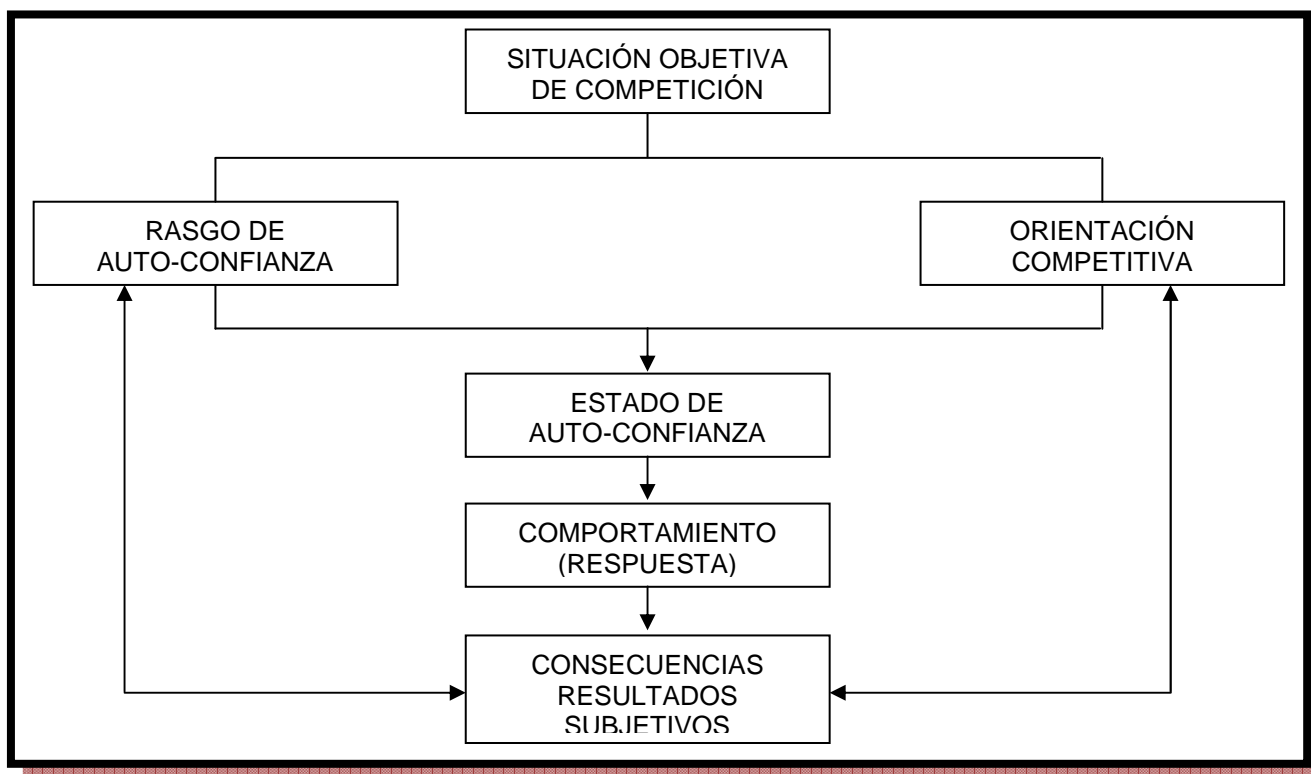 SITUACIÓN OBJETIVA
DE COMPETICIÓN
RASGO DE
AUTO-CONFIANZA
ORIENTACIÓN
COMPETITIVA
ESTADO DE
AUTO-CONFIANZA
COMPORTAMIENTO
(RESPUESTA)
CONSECUENCIAS
RESULTADOS
SUBJETIVOS